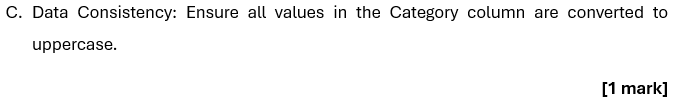 C. Data Consistency: Ensure all values in the Category column are converted to
uppercase.
[1 mark]